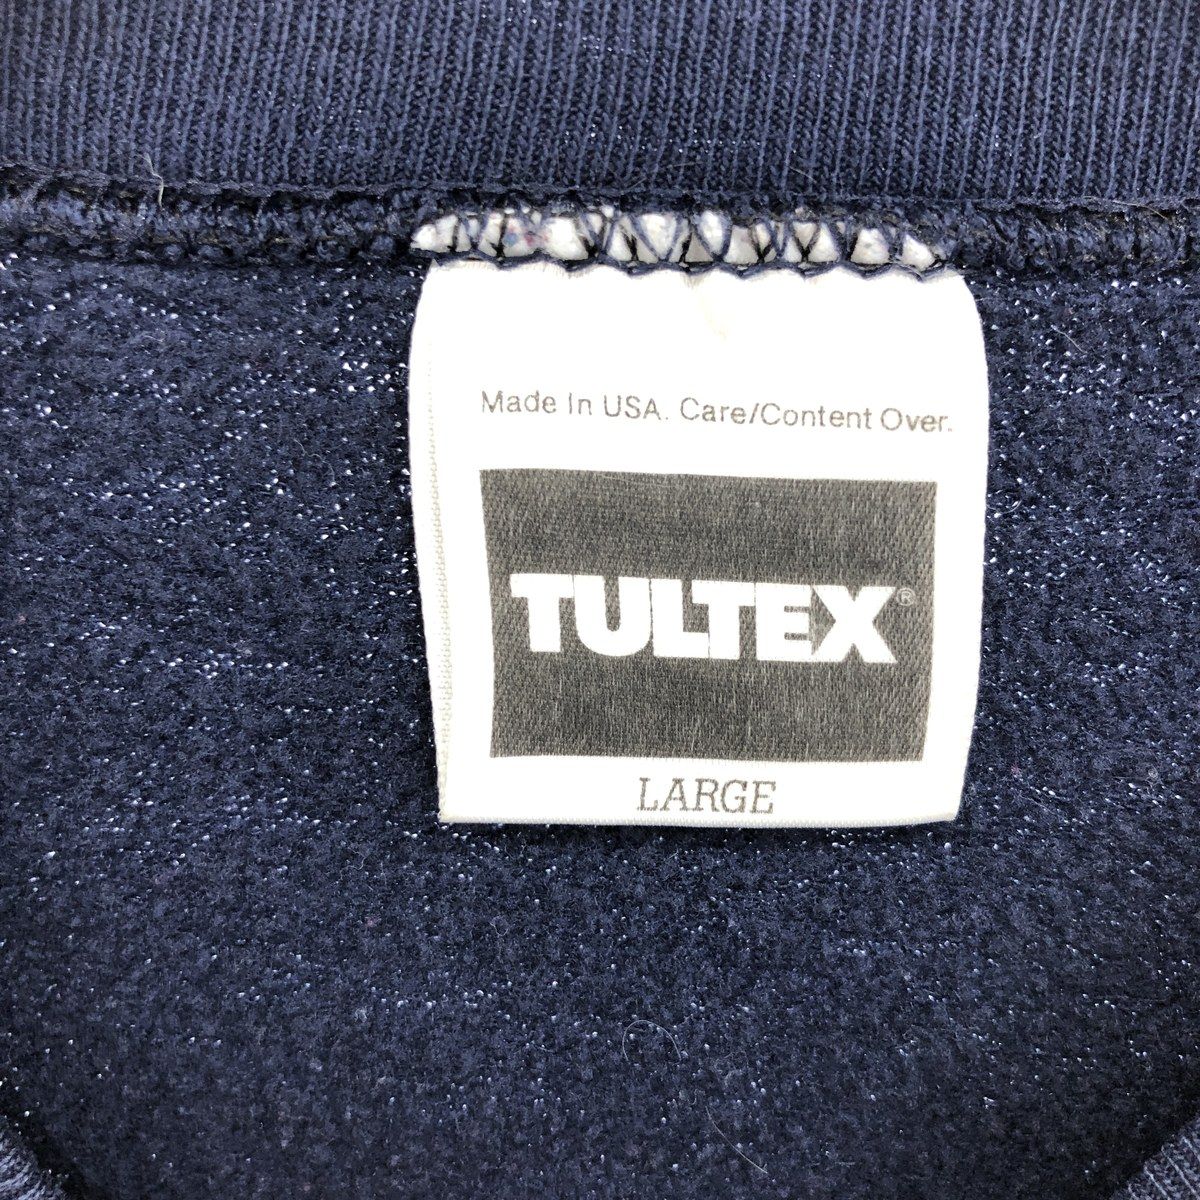 Made In USA. Care/Content Over.
TULTEX®
LARGE